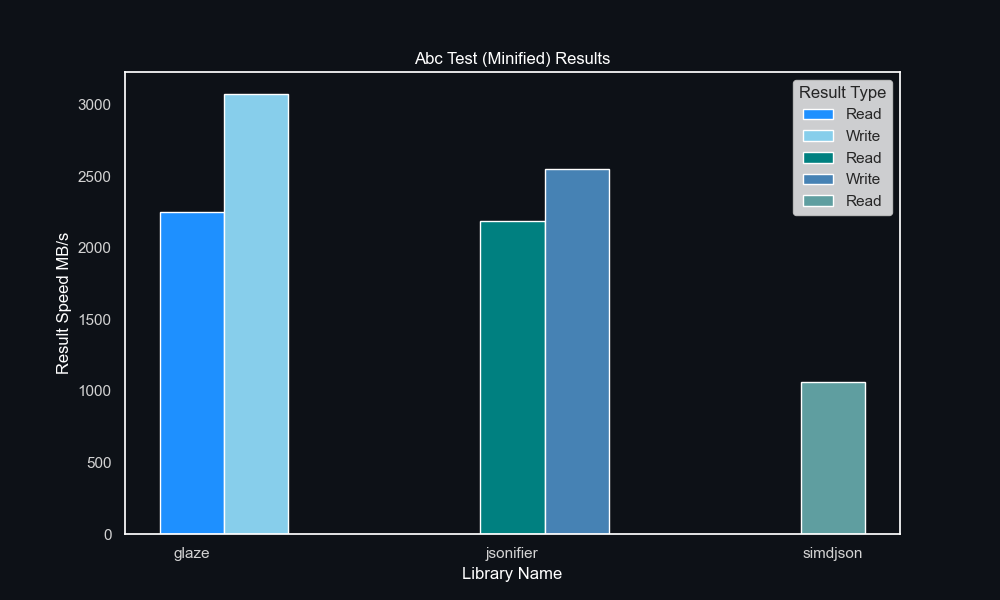 Abc Test (Minified) Results
Result Type
Read
Write
Read
Write
Read
Result Speed MB/s
3000
2500
2000
1500
1000
500
0
glaze
jsonifier
simdjson
Library Name